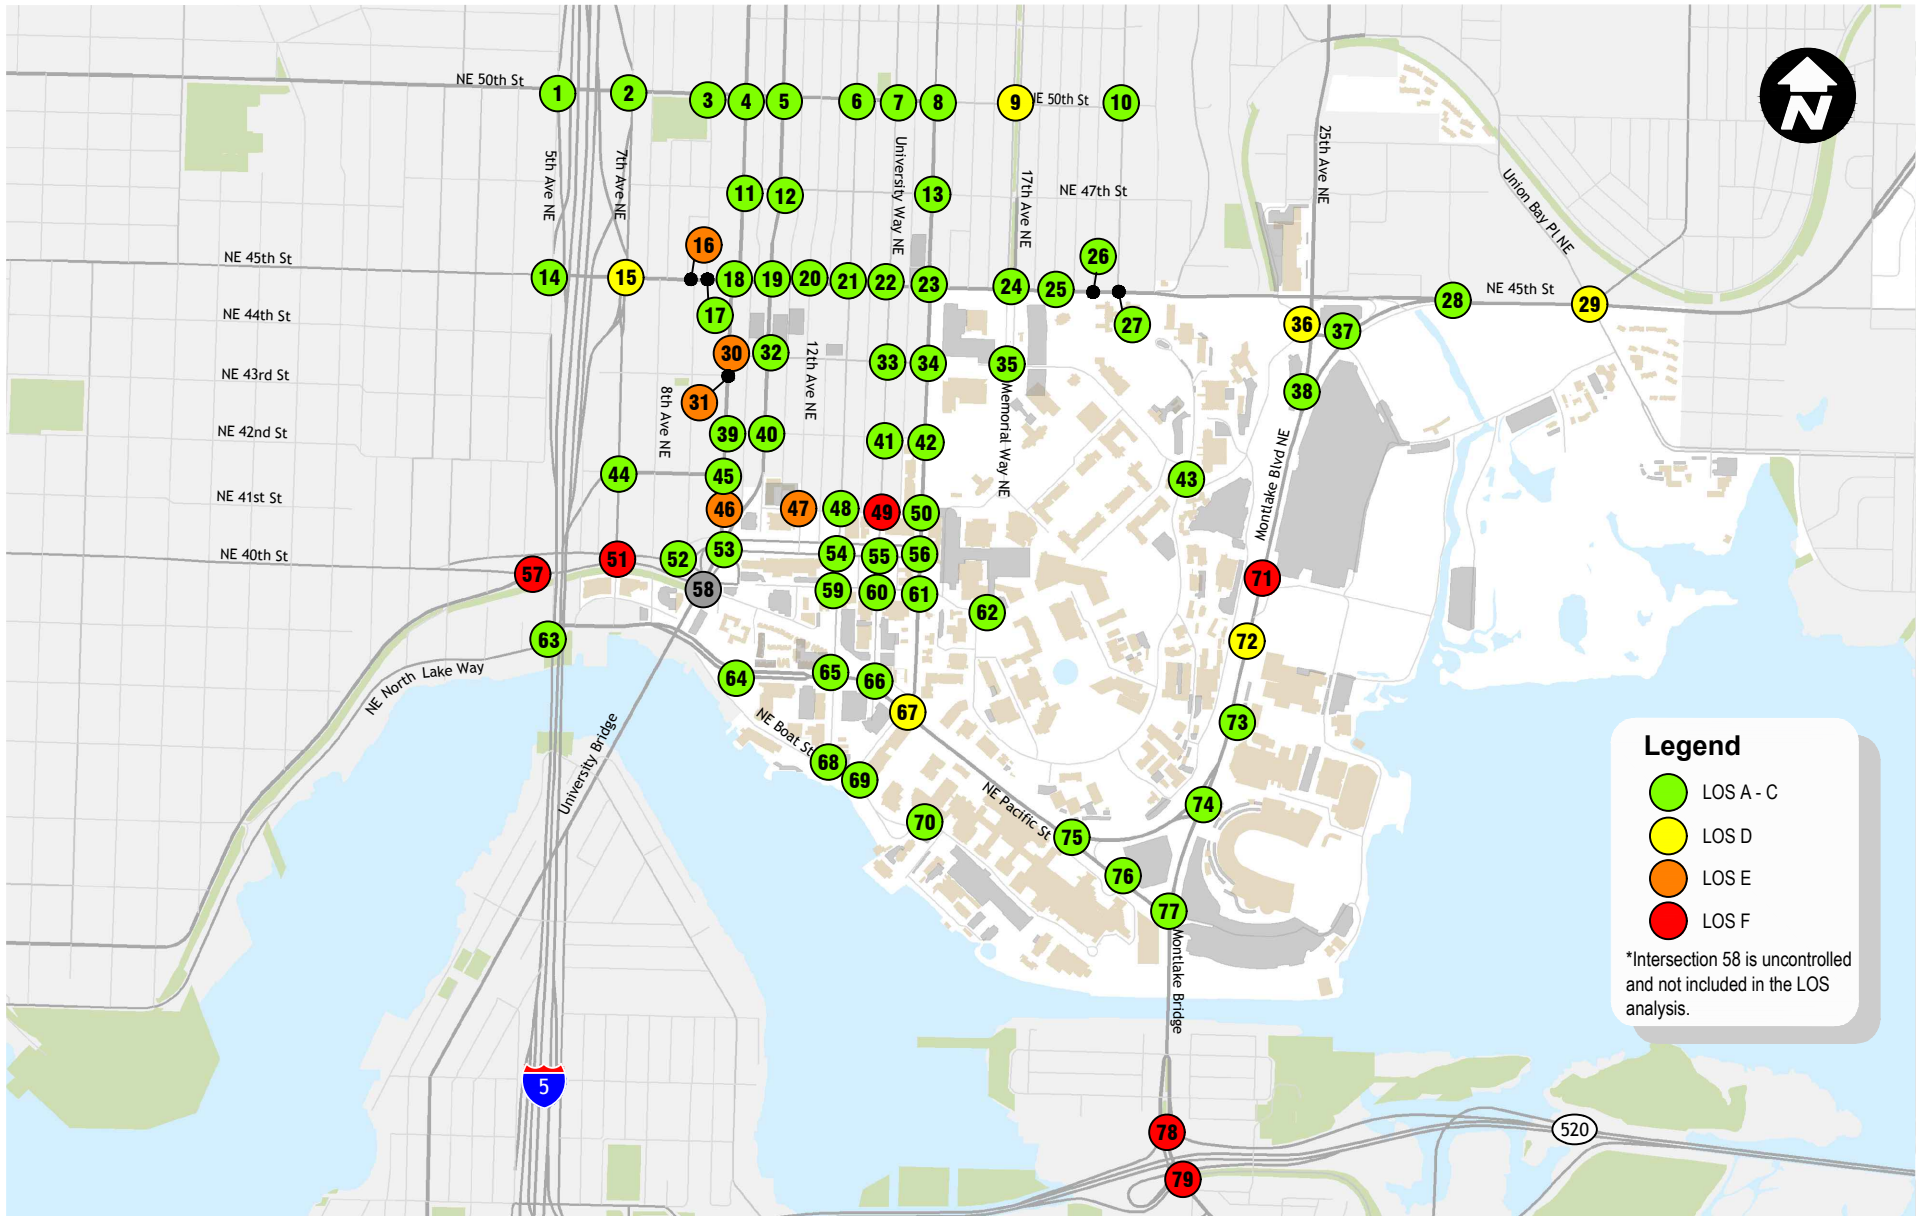 NE 50th St
1
2
3
4
5
6
7
8
9
E 50th St
10
N
5th Ave NE
7th Ave NE
University Way NE
17th Ave NE
NE 47th St
25th Ave NE
Union Bay Pl NE
11
12
13
NE 45th St
14
15
16
17
18
19
20
21
22
23
24
25
26
27
28
NE 45th St
29
NE 44th St
30
31
32
33
34
35
36
37
38
NE 43rd St
8th Ave NE
12th Ave NE
Memorial Way NE
Montlake Blvd NE
NE 42nd St
39
40
41
42
43
44
45
NE 41st St
46
47
48
49
50
NE 40th St
51
52
53
54
55
56
57
58
59
60
61
62
63
64
65
66
67
68
69
70
71
72
73
74
75
76
77
78
79
NE North Lake Way
University Bridge
NE Boat St
NE Pacific St
Montlake Bridge
5
520
Legend
LOS A - C
LOS D
LOS E
LOS F
*Intersection 58 is uncontrolled
and not included in the LOS
analysis.